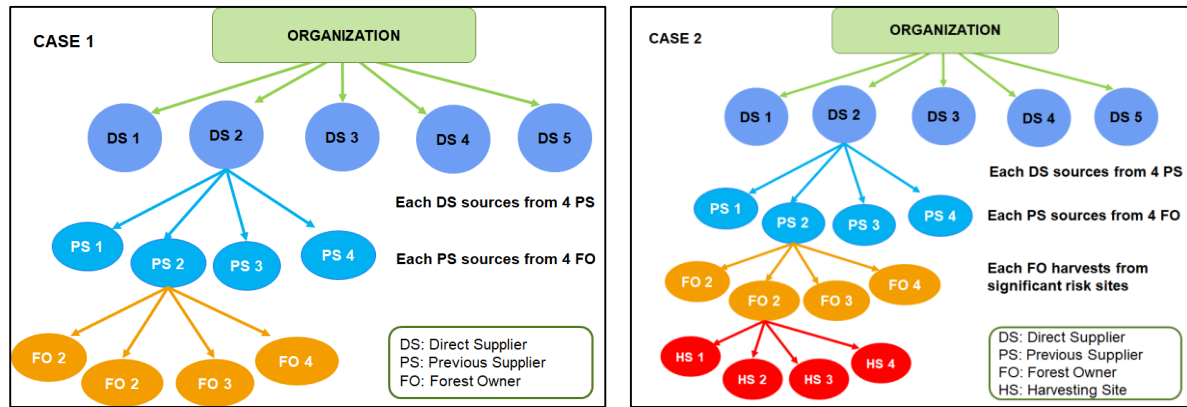 CASE 1
ORGANIZATION
DS 1
DS 2
DS 3
DS 4
DS 5
Each DS sources from 4 PS
PS 1
PS 2
PS 3
PS 4
Each PS sources from 4 FO
FO 2
FO 2
FO 3
FO 4
DS: Direct Supplier
PS: Previous Supplier
FO: Forest Owner
CASE 2
ORGANIZATION
DS 1
DS 2
DS 3
DS 4
DS 5
Each DS sources from 4 PS
PS 1
PS 2
PS 3
PS 4
Each PS sources from 4 FO
FO 2
FO 2
FO 3
FO 4
Each FO harvests from
significant risk sites
HS 1
HS 2
HS 3
HS 4
DS: Direct Supplier
PS: Previous Supplier
FO: Forest Owner
HS: Harvesting Site